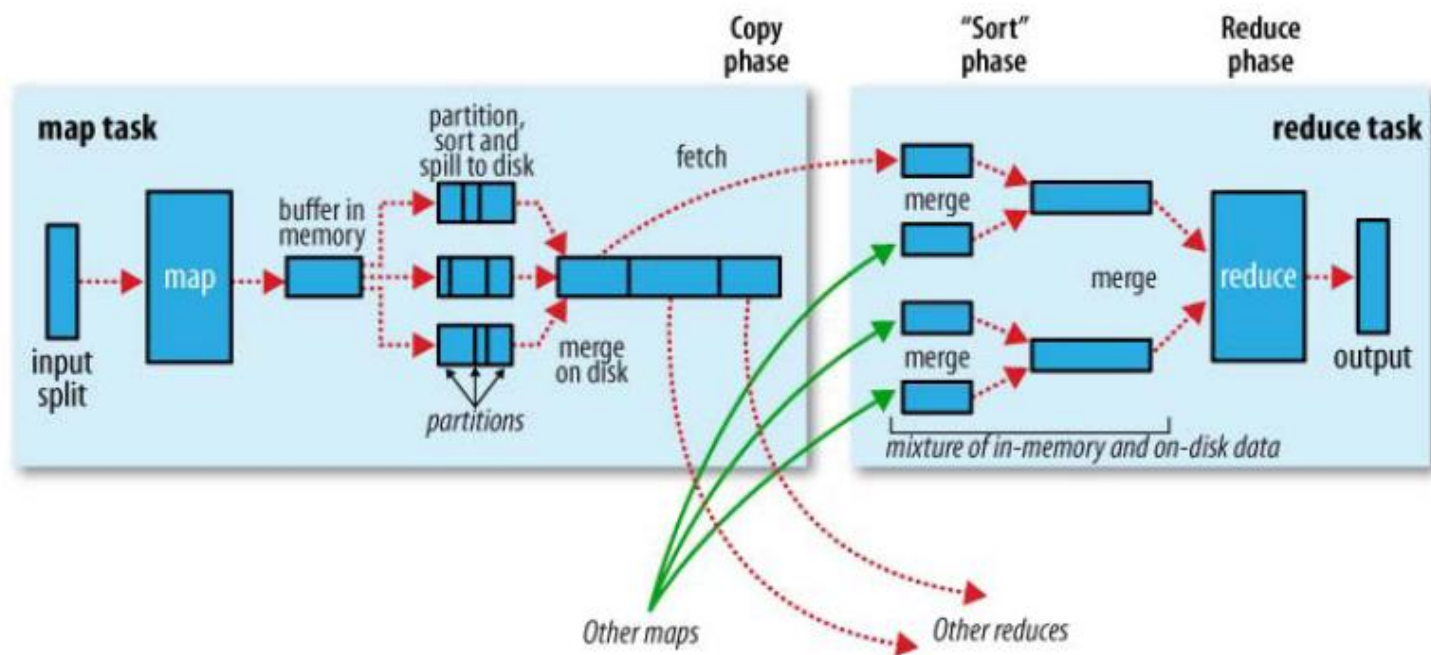 Copy
phase
“Sort”
phase
Reduce
phase
map task
partition,
sort and
spill to disk
fetch
reduce task
buffer in
memory
merge
map
merge
reduce
input
split
merge
on disk
merge
output
partitions
mixture of in-memory and on-disk data
Other maps
Other reduces